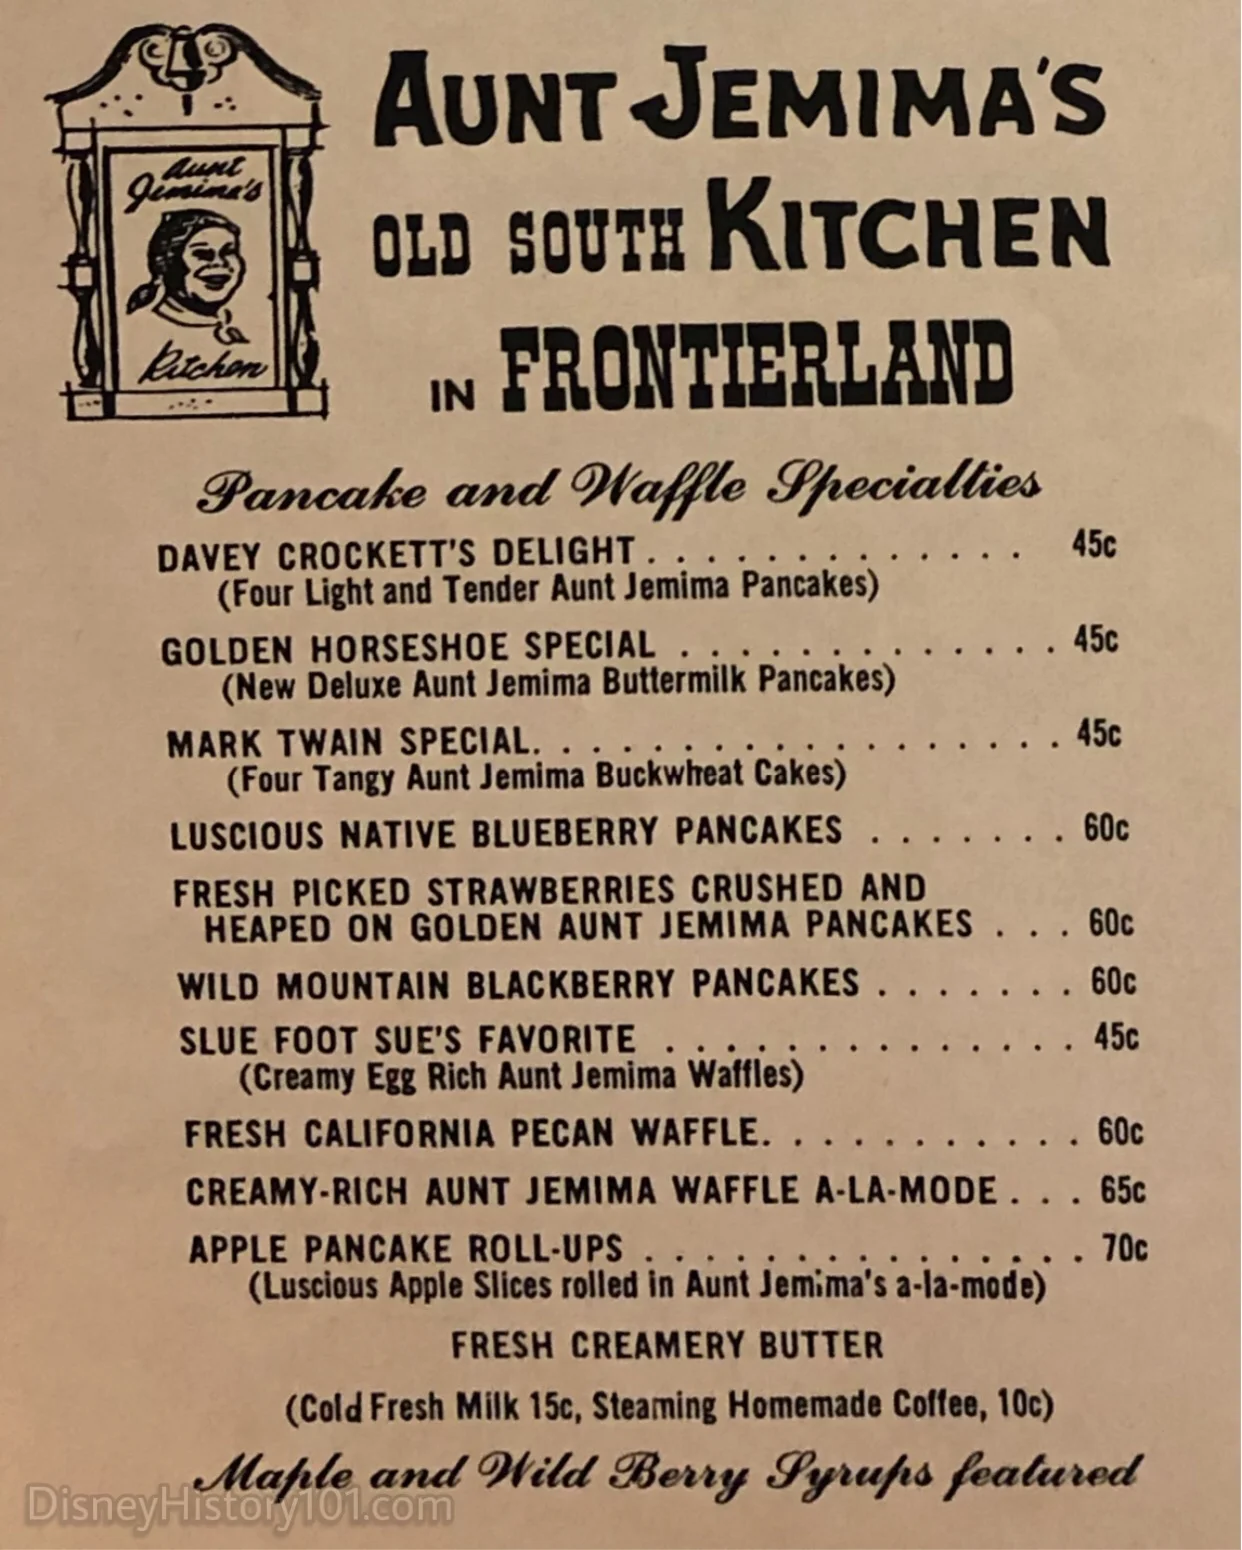 Aunt
Jemima's
Kitchen
AUNT JEMIMA'S
OLD SOUTH KITCHEN
IN FRONTIERLAND
Pancake and Waffle Specialties
DAVEY CROCKETT'S DELIGHT. . . . . . . . . . . . . . 45c
(Four Light and Tender Aunt Jemima Pancakes)
GOLDEN HORSESHOE SPECIAL . . . . . . . . . . . . . . 45c
(New Deluxe Aunt Jemima Buttermilk Pancakes)
MARK TWAIN SPECIAL. . . . . . . . . . . . . . . . . . . 45c
(Four Tangy Aunt Jemima Buckwheat Cakes)
LUSCIOUS NATIVE BLUEBERRY PANCAKES . . . . . . . 60c
FRESH PICKED STRAWBERRIES CRUSHED AND
HEAPED ON GOLDEN AUNT JEMIMA PANCAKES . . . 60c
WILD MOUNTAIN BLACKBERRY PANCAKES . . . . . . . 60c
SLUE FOOT SUE'S FAVORITE . . . . . . . . . . . . . . . 45c
(Creamy Egg Rich Aunt Jemima Waffles)
FRESH CALIFORNIA PECAN WAFFLE. . . . . . . . . . . 60c
CREAMY-RICH AUNT JEMIMA WAFFLE A-LA-MODE . . . 65c
APPLE PANCAKE ROLL-UPS . . . . . . . . . . . . . . . . 70c
(Luscious Apple Slices rolled in Aunt Jemima's a-la-mode)
FRESH CREAMERY BUTTER
(Cold Fresh Milk 15c, Steaming Homemade Coffee, 10c)
Maple and Wild Berry Syrups featured
DisneyHistory101.com